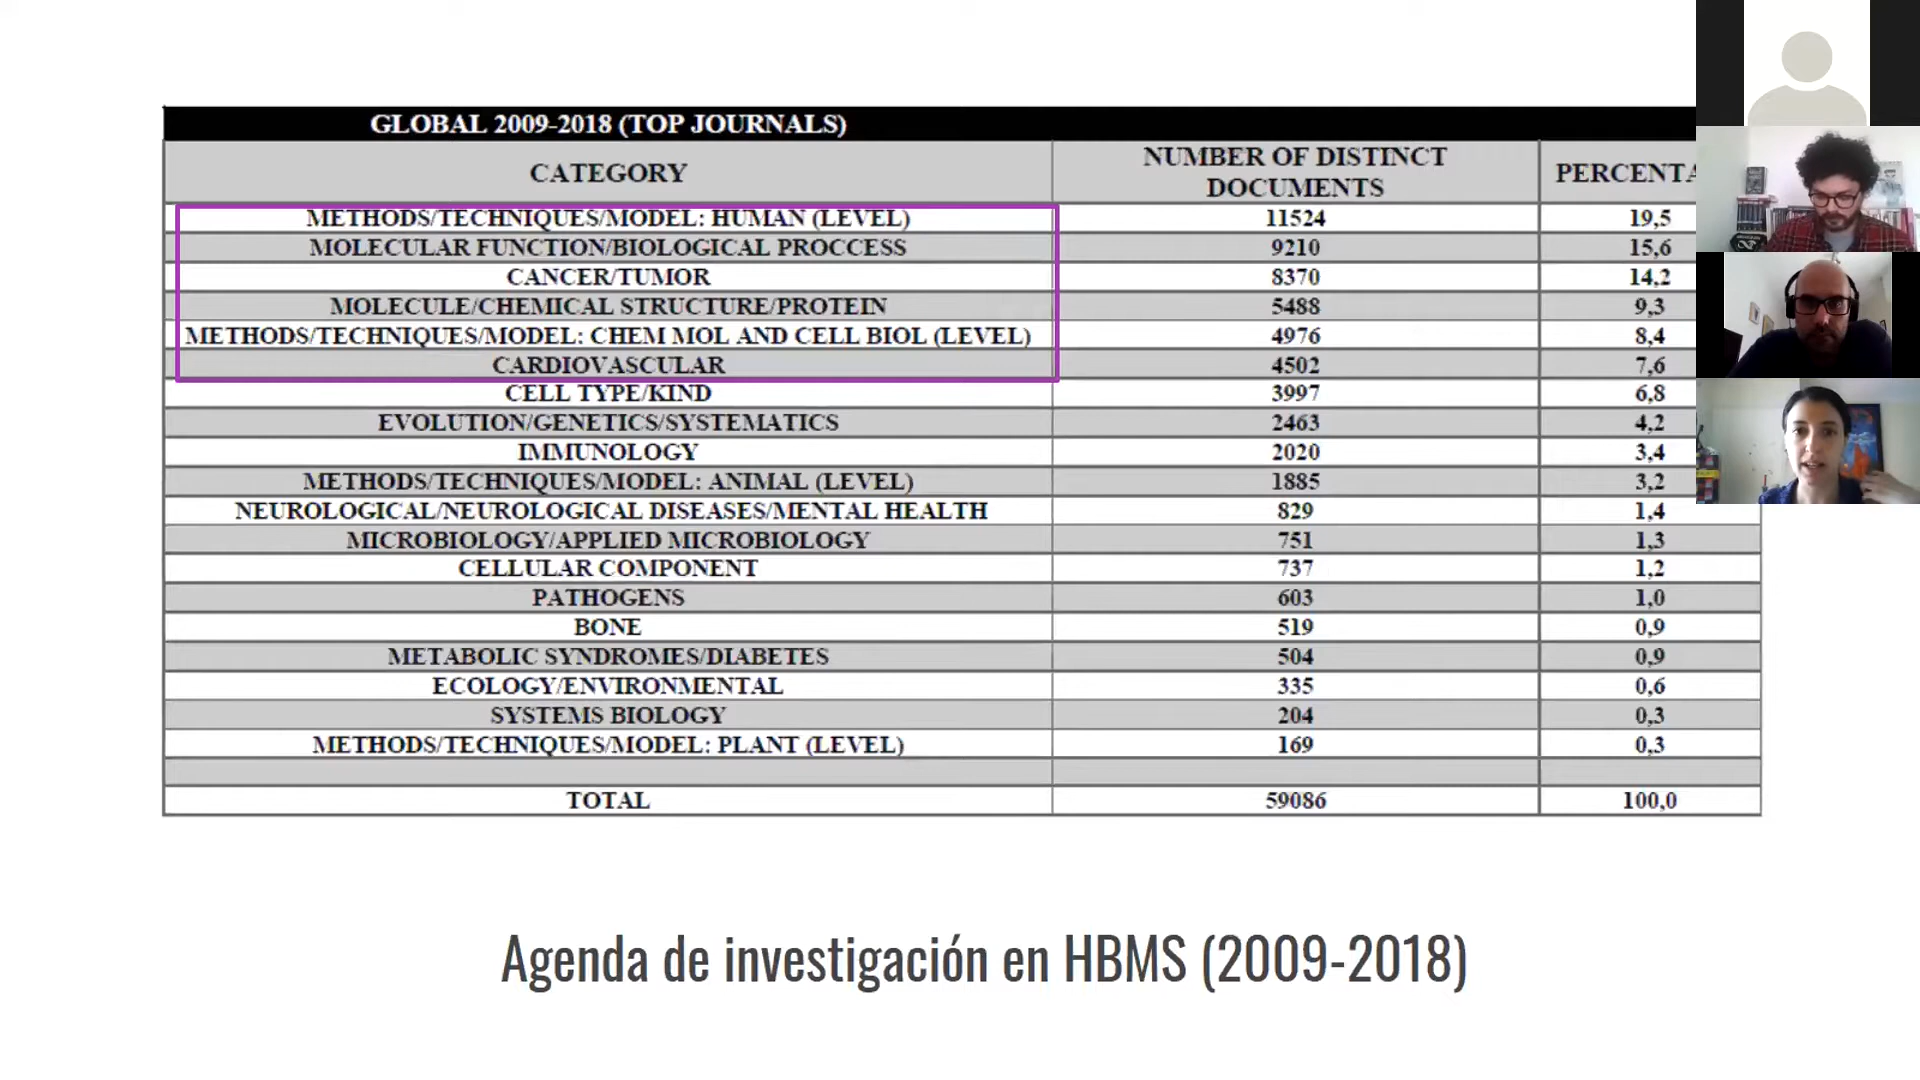 GLOBAL 2009-2018 (TOP JOURNALS)
CATEGORY NUMBER OF DISTINCT DOCUMENTS PERCENTA
METHODS/TECHNIQUES/MODEL: HUMAN (LEVEL) 11524 19,5
MOLECULAR FUNCTION/BIOLOGICAL PROCCESS 9210 15,6
CANCER/TUMOR 8370 14,2
MOLECULE/CHEMICAL STRUCTURE/PROTEIN 5488 9,3
METHODS/TECHNIQUES/MODEL: CHEM MOL AND CELL BIOL (LEVEL) 4976 8,4
CARDIOVASCULAR 4502 7,6
CELL TYPE/KIND 3997 6,8
EVOLUTION/GENETICS/SYSTEMATICS 2463 4,2
IMMUNOLOGY 2020 3,4
METHODS/TECHNIQUES/MODEL: ANIMAL (LEVEL) 1885 3,2
NEUROLOGICAL/NEUROLOGICAL DISEASES/MENTAL HEALTH 829 1,4
MICROBIOLOGY/APPLIED MICROBIOLOGY 751 1,3
CELLULAR COMPONENT 737 1,2
PATHOGENS 603 1,0
BONE 519 0,9
METABOLIC SYNDROMES/DIABETES 504 0,9
ECOLOGY/ENVIRONMENTAL 335 0,6
SYSTEMS BIOLOGY 204 0,3
METHODS/TECHNIQUES/MODEL: PLANT (LEVEL) 169 0,3
TOTAL 59086 100,0
Agenda de investigación en HBMS (2009-2018)